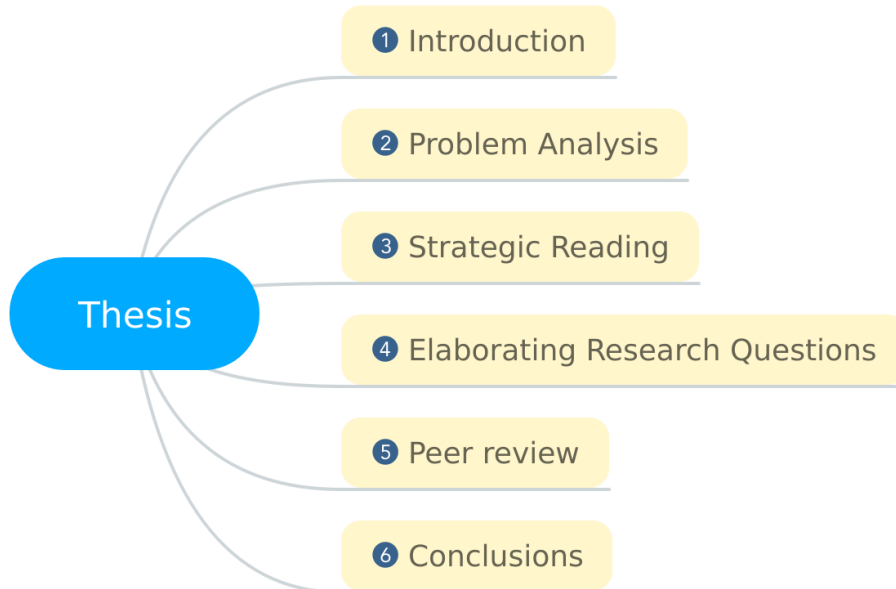 ❶ Introduction
❷ Problem Analysis
❸ Strategic Reading
Thesis
❹ Elaborating Research Questions
❺ Peer review
❻ Conclusions